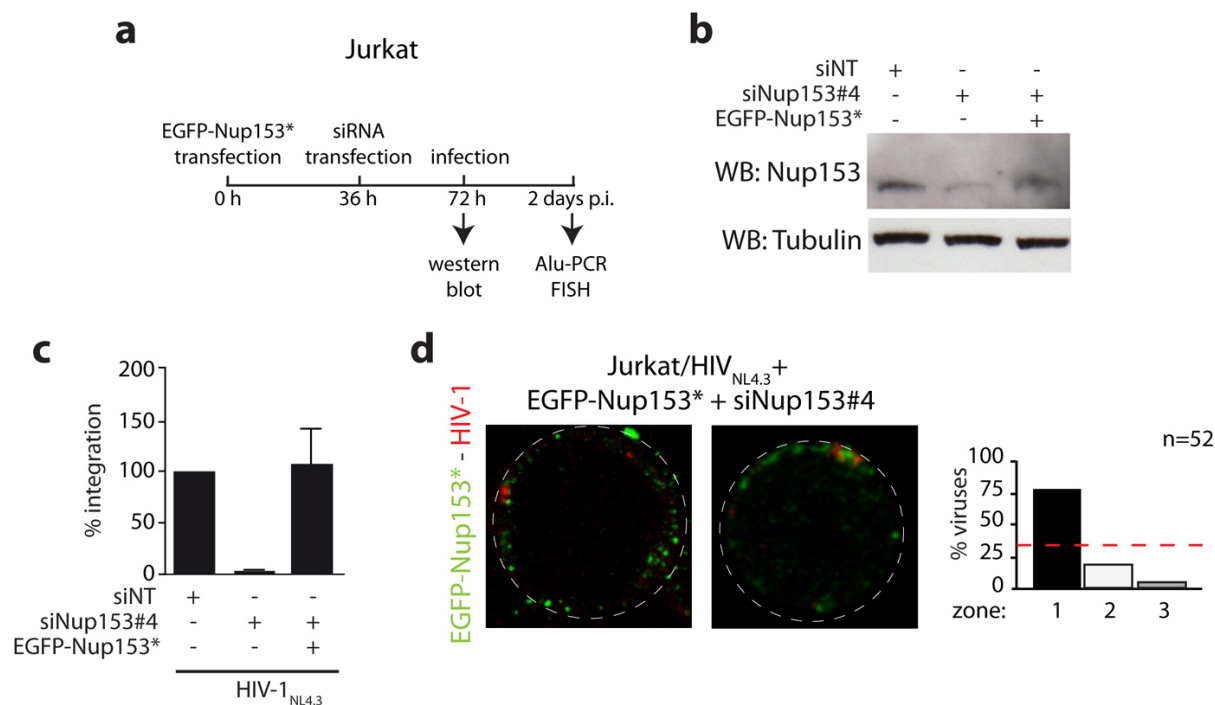 a
Jurkat
EGFP-Nup153* siRNA
transfection transfection infection
0 h 36 h 72 h 2 days p.i.
western Alu-PCR
blot FISH
b
siNT + - -
siNup153#4 - + +
EGFP-Nup153* - - +
WB: Nup153
WB: Tubulin
c
200
150
100
50
0
% integration
siNT + - -
siNup153#4 - + +
EGFP-Nup153* - - +
HIV-1NL4.3
d
Jurkat/HIVNL4.3+
EGFP-Nup153* + siNup153#4
EGFP-Nup153* - HIV-1
n=52
75
50
25
0
% viruses
zone: 1 2 3